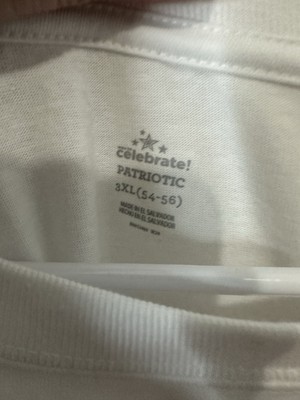 celebrate!
PATRIOTIC
3XL(54-56)
MADE IN EL SALVADOR
HECHO EN EL SALVADOR